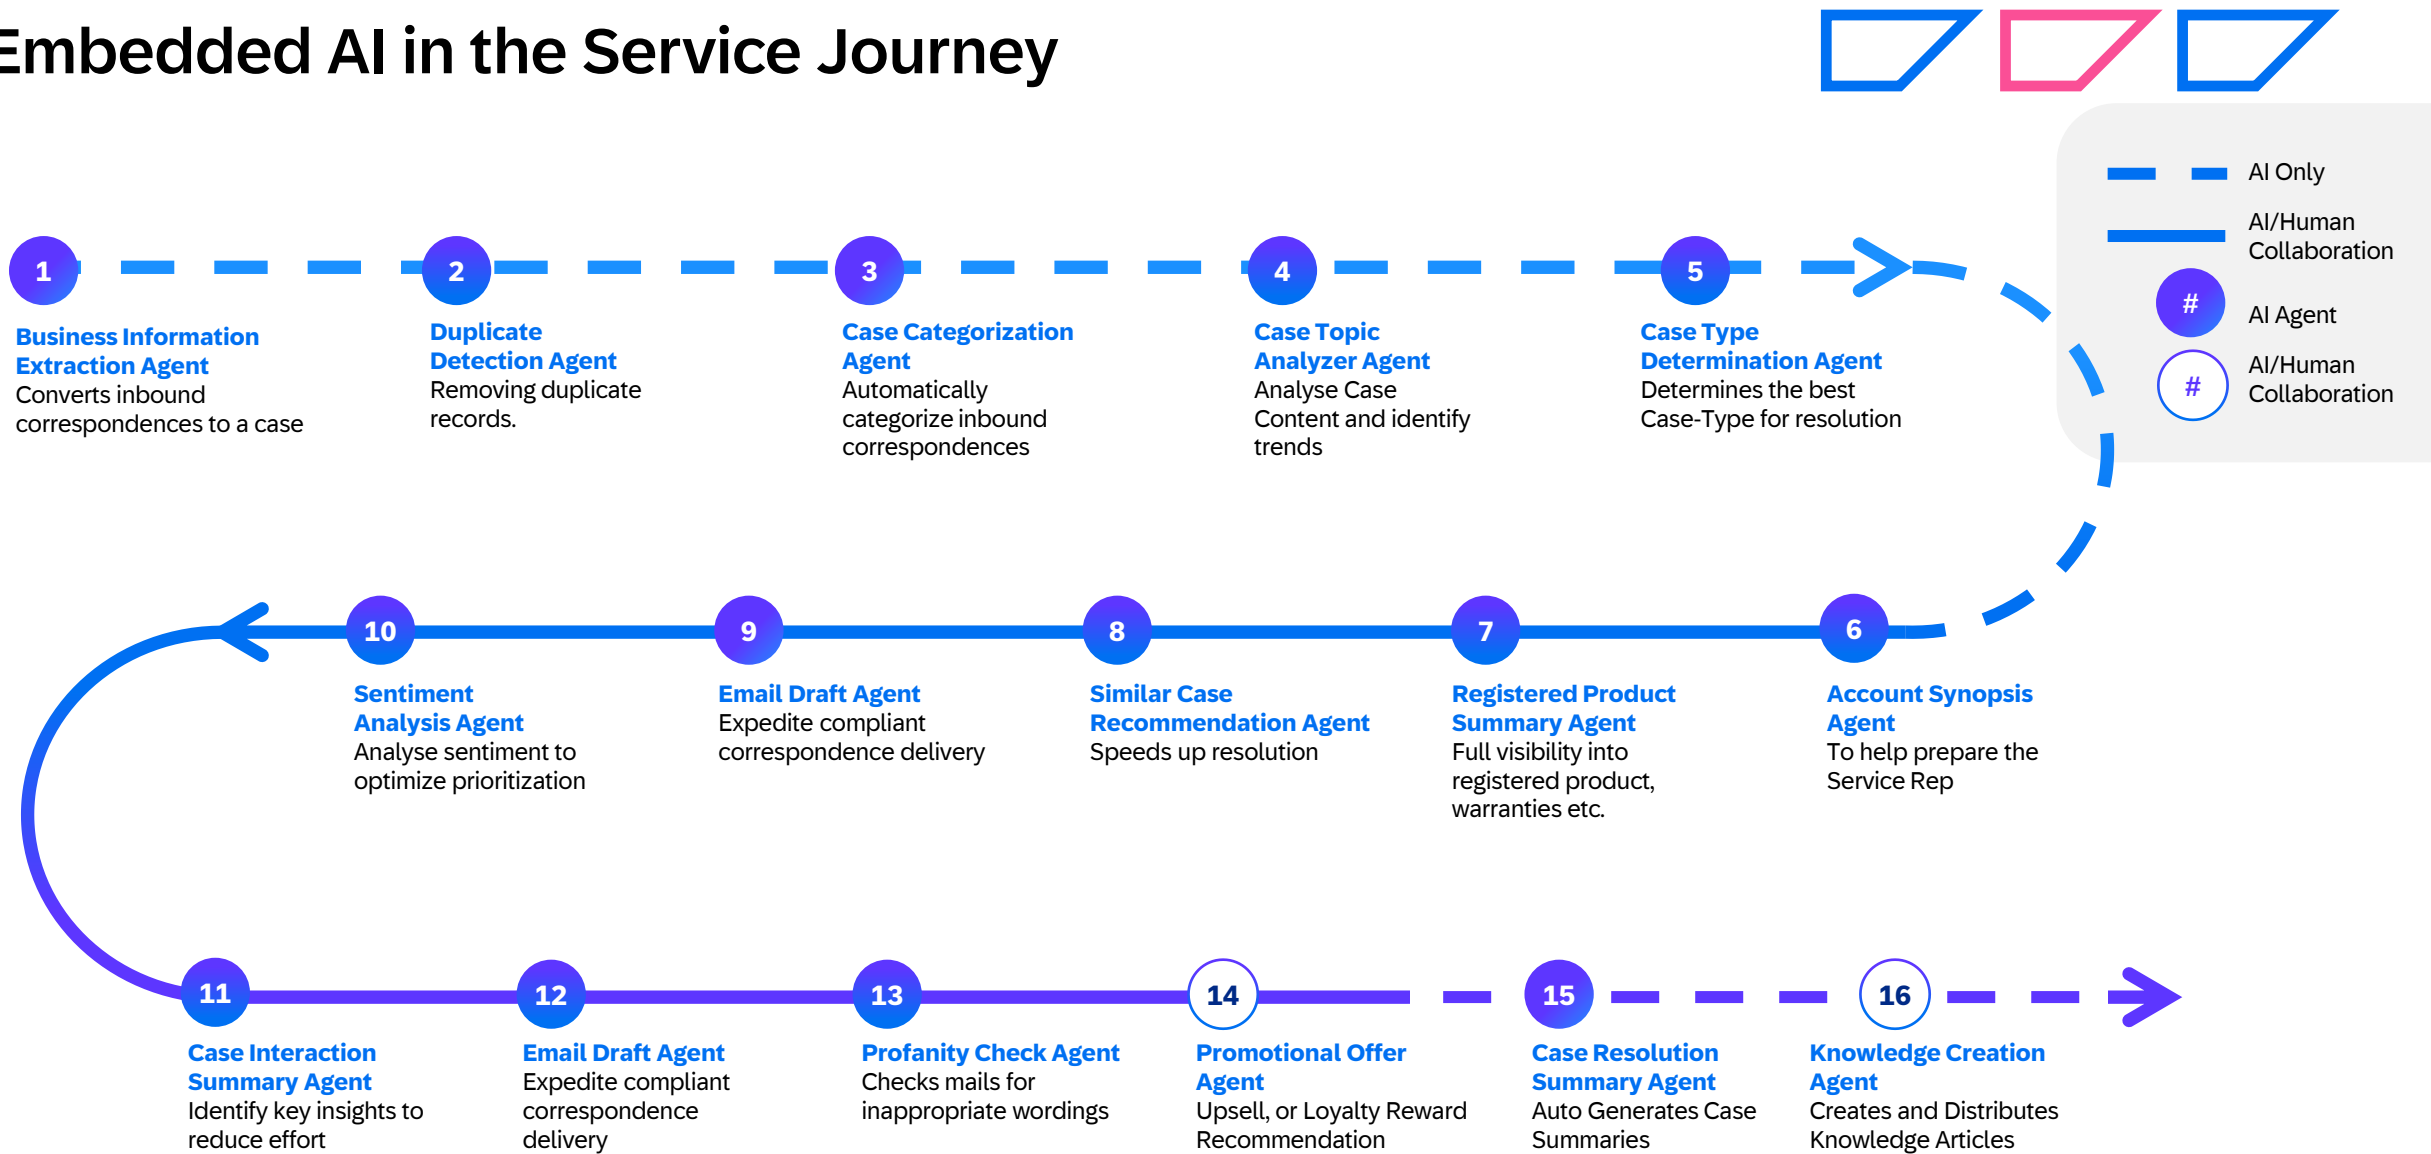 Embedded AI in the Service Journey
AI Only
AI/Human
Collaboration
#
AI Agent
#
AI/Human
Collaboration
1
Business Information
Extraction Agent
Converts inbound
correspondences to a case
2
Duplicate
Detection Agent
Removing duplicate
records.
3
Case Categorization
Agent
Automatically
categorize inbound
correspondences
4
Case Topic
Analyzer Agent
Analyse Case
Content and identify
trends
5
Case Type
Determination Agent
Determines the best
Case-Type for resolution
6
Account Synopsis
Agent
To help prepare the
Service Rep
7
Registered Product
Summary Agent
Full visibility into
registered product,
warranties etc.
8
Similar Case
Recommendation Agent
Speeds up resolution
9
Email Draft Agent
Expedite compliant
correspondence delivery
10
Sentiment
Analysis Agent
Analyse sentiment to
optimize prioritization
11
Case Interaction
Summary Agent
Identify key insights to
reduce effort
12
Email Draft Agent
Expedite compliant
correspondence
delivery
13
Profanity Check Agent
Checks mails for
inappropriate wordings
14
Promotional Offer
Agent
Upsell, or Loyalty Reward
Recommendation
15
Case Resolution
Summary Agent
Auto Generates Case
Summaries
16
Knowledge Creation
Agent
Creates and Distributes
Knowledge Articles